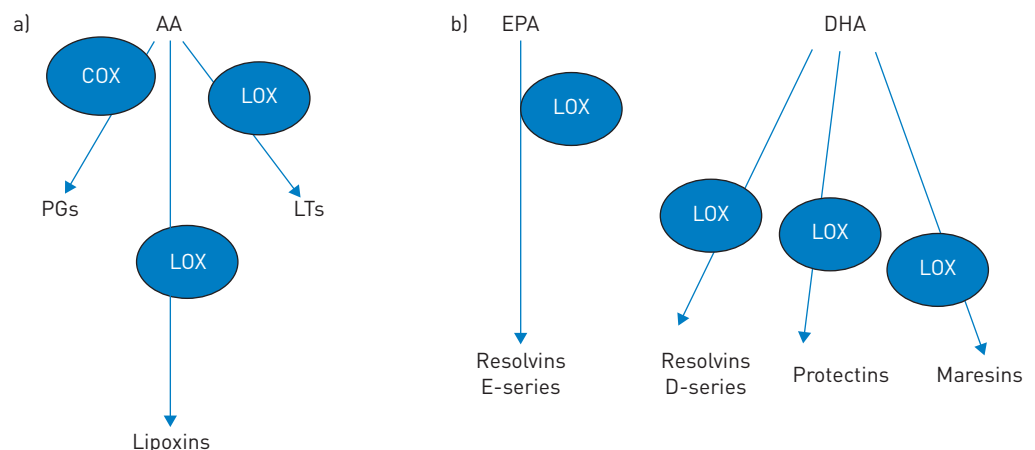 a)
AA
COX
LOX
PGs
LTs
LOX
Lipoxins
b)
EPA
DHA
LOX
LOX
LOX
LOX
Resolvins
E-series
Resolvins
D-series
Protectins
Maresins